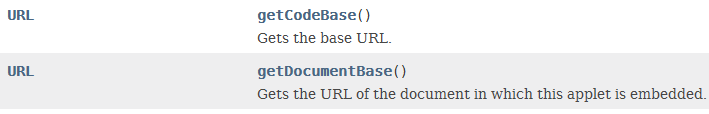 URL getCodeBase()
Gets the base URL.
URL getDocumentBase()
Gets the URL of the document in which this applet is embedded.